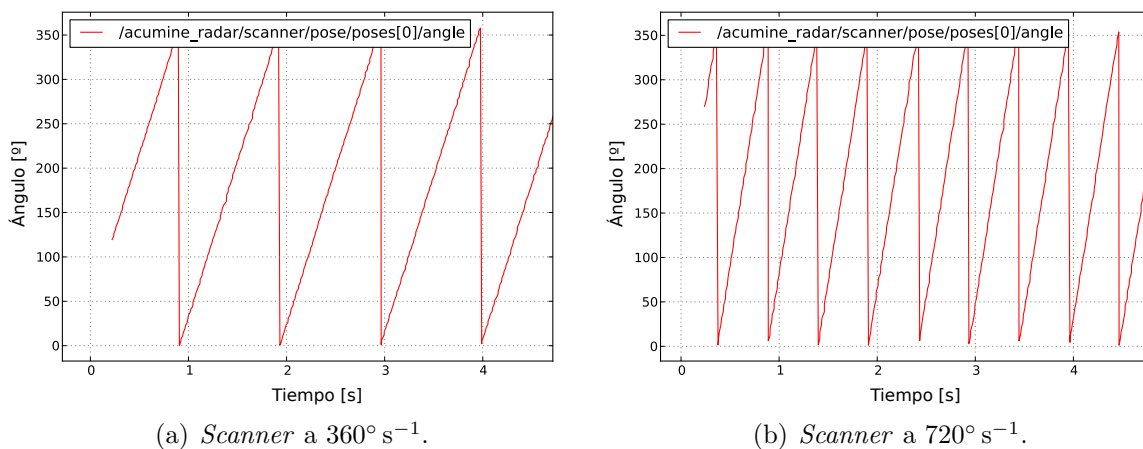 /acumine_radar/scanner/pose/poses[0]/angle
350
300
250
200
150
100
50
0
Ángulo [º]
0 1 2 3 4
Tiempo [s]
(a) Scanner a 360° s⁻¹.
/acumine_radar/scanner/pose/poses[0]/angle
350
300
250
200
150
100
50
0
Ángulo [º]
0 1 2 3 4
Tiempo [s]
(b) Scanner a 720° s⁻¹.